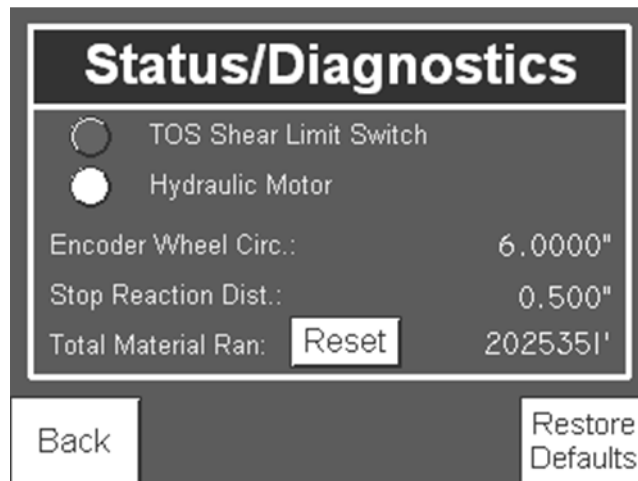 Status/Diagnostics
TOS Shear Limit Switch
Hydraulic Motor
Encoder Wheel Circ.: 6.0000"
Stop Reaction Dist.: 0.500"
Total Material Ran: Reset 2025351'
Back
Restore
Defaults